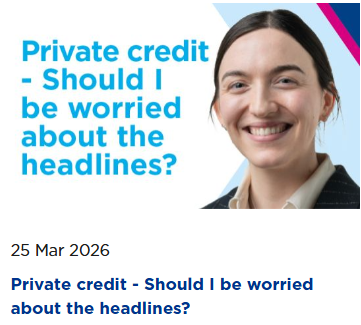 Private credit
- Should I
be worried
about the
headlines?
25 Mar 2026
Private credit - Should I be worried
about the headlines?